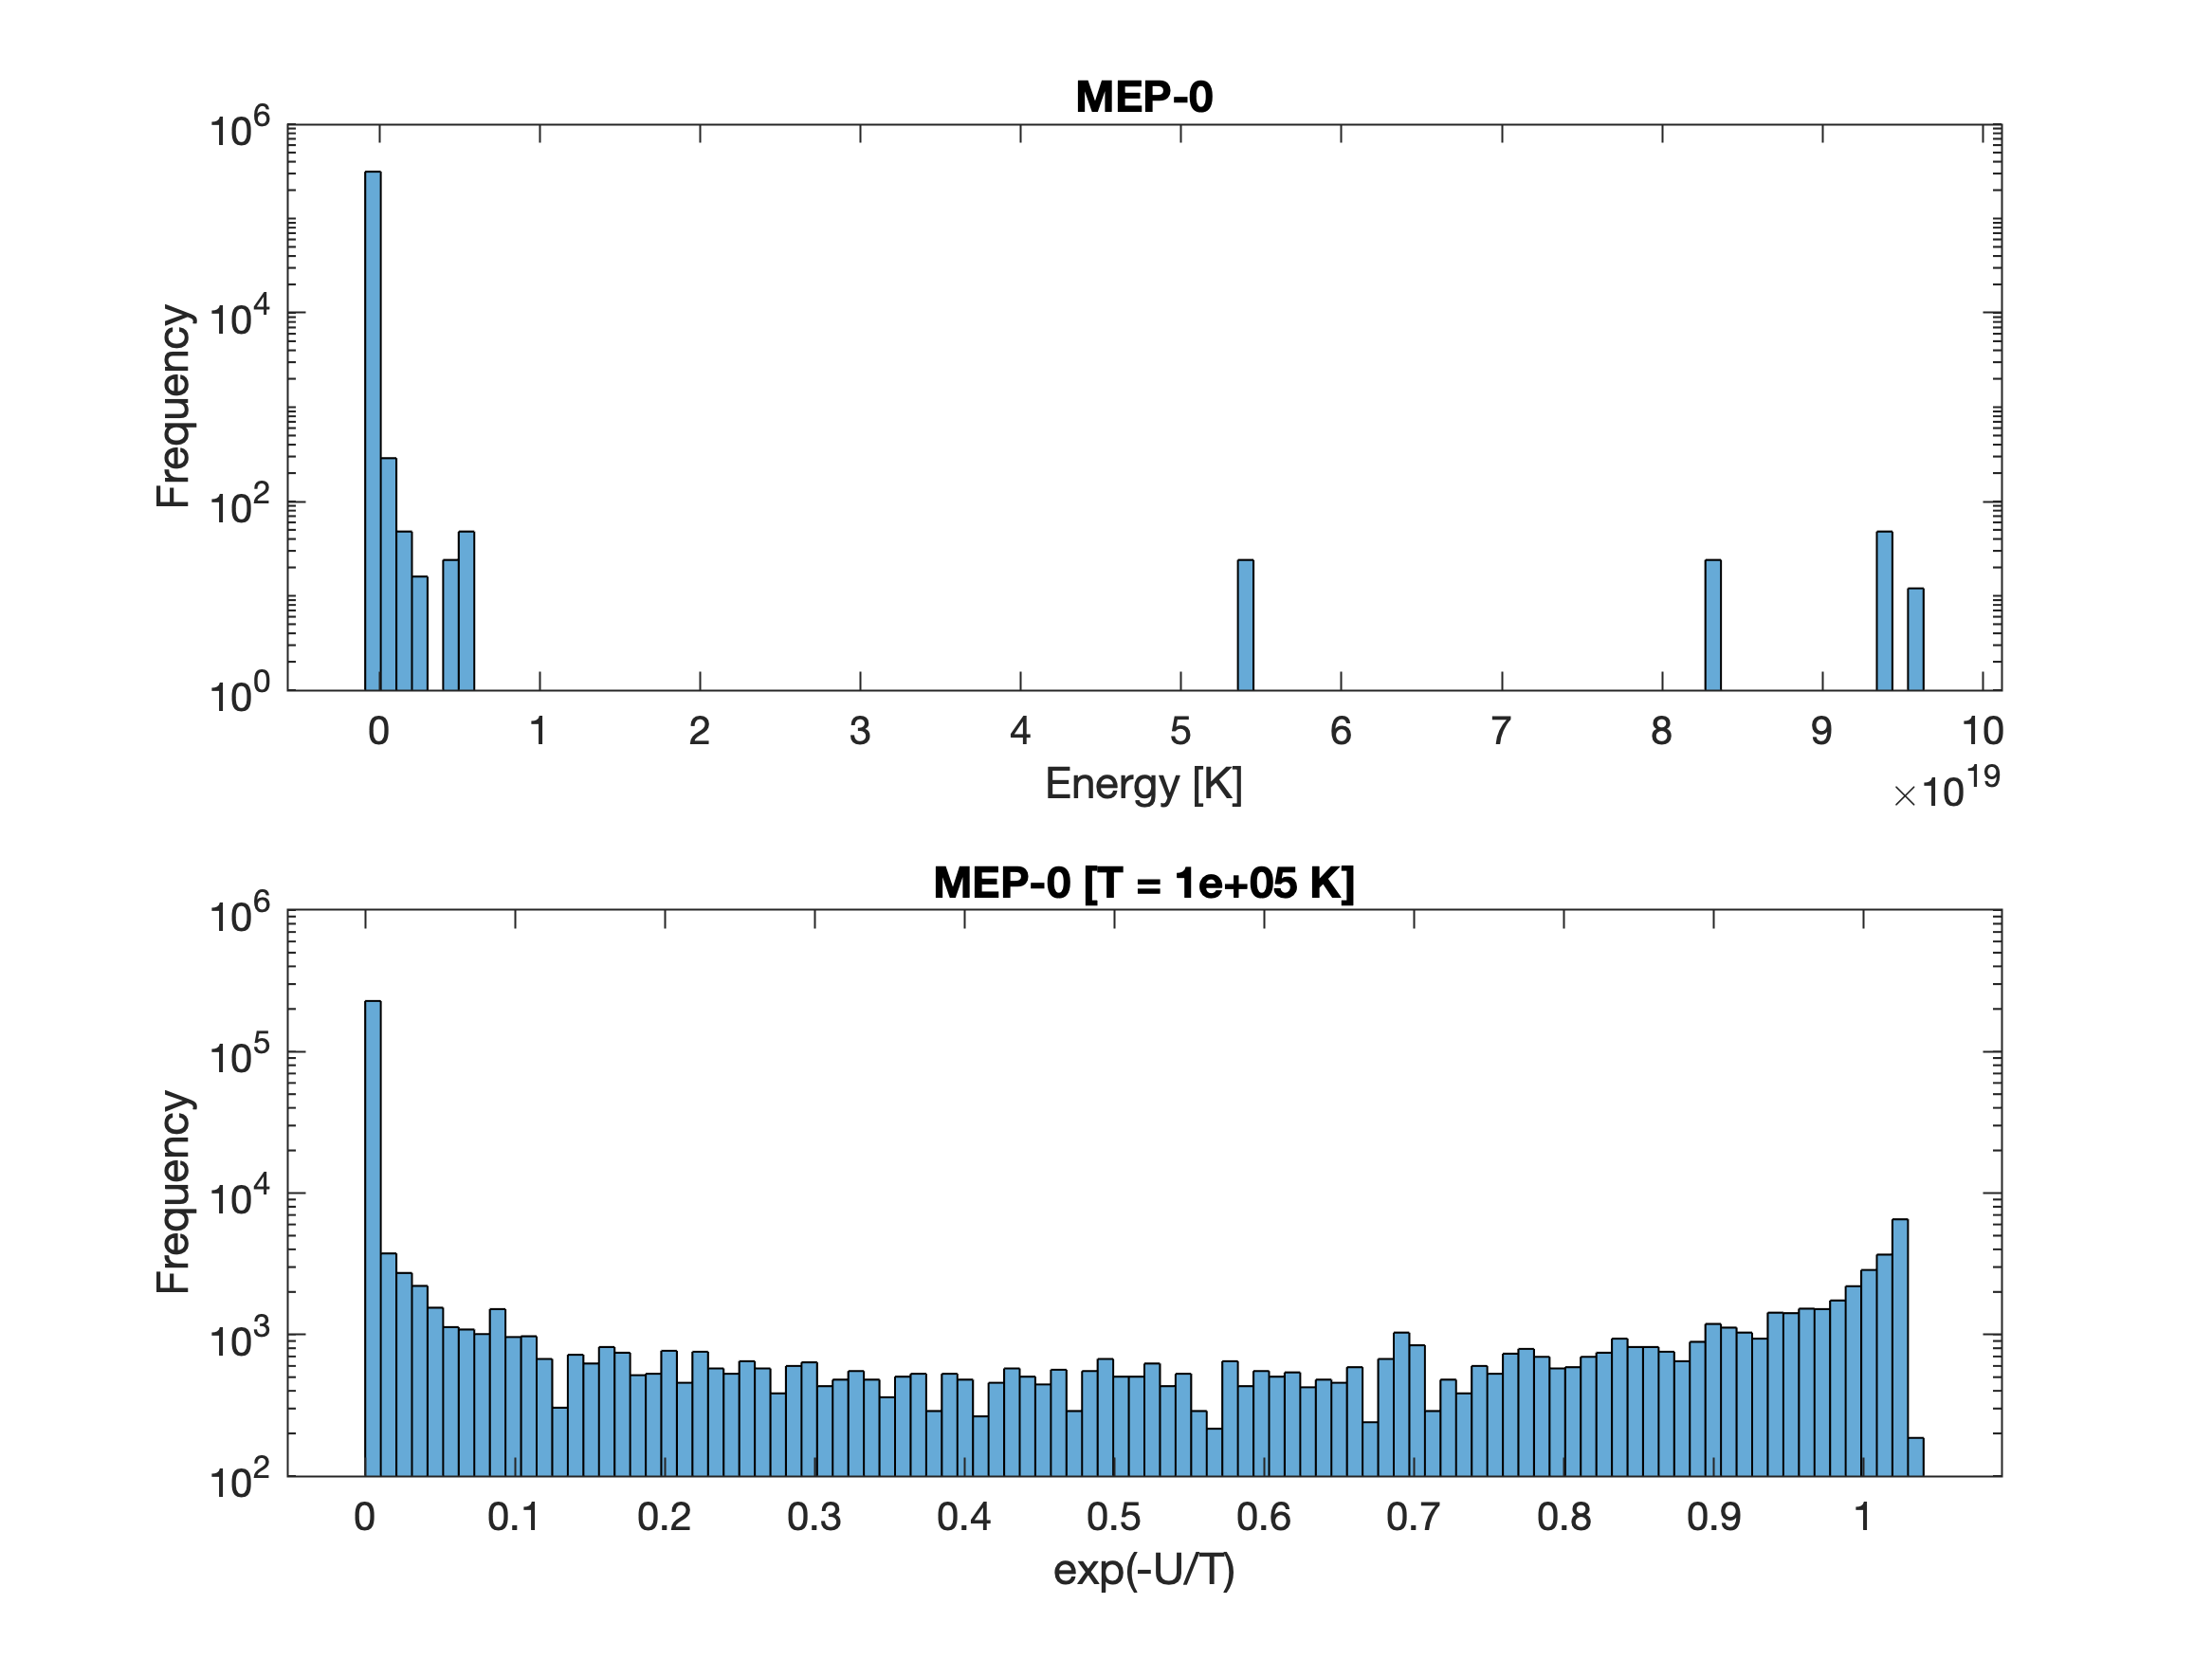 MEP-0
10^6
10^4
10^2
10^0
Frequency
0 1 2 3 4 5 6 7 8 9 10
Energy [K]
×10^19
MEP-0 [T = 1e+05 K]
10^6
10^5
10^4
10^3
10^2
Frequency
0 0.1 0.2 0.3 0.4 0.5 0.6 0.7 0.8 0.9 1
exp(-U/T)